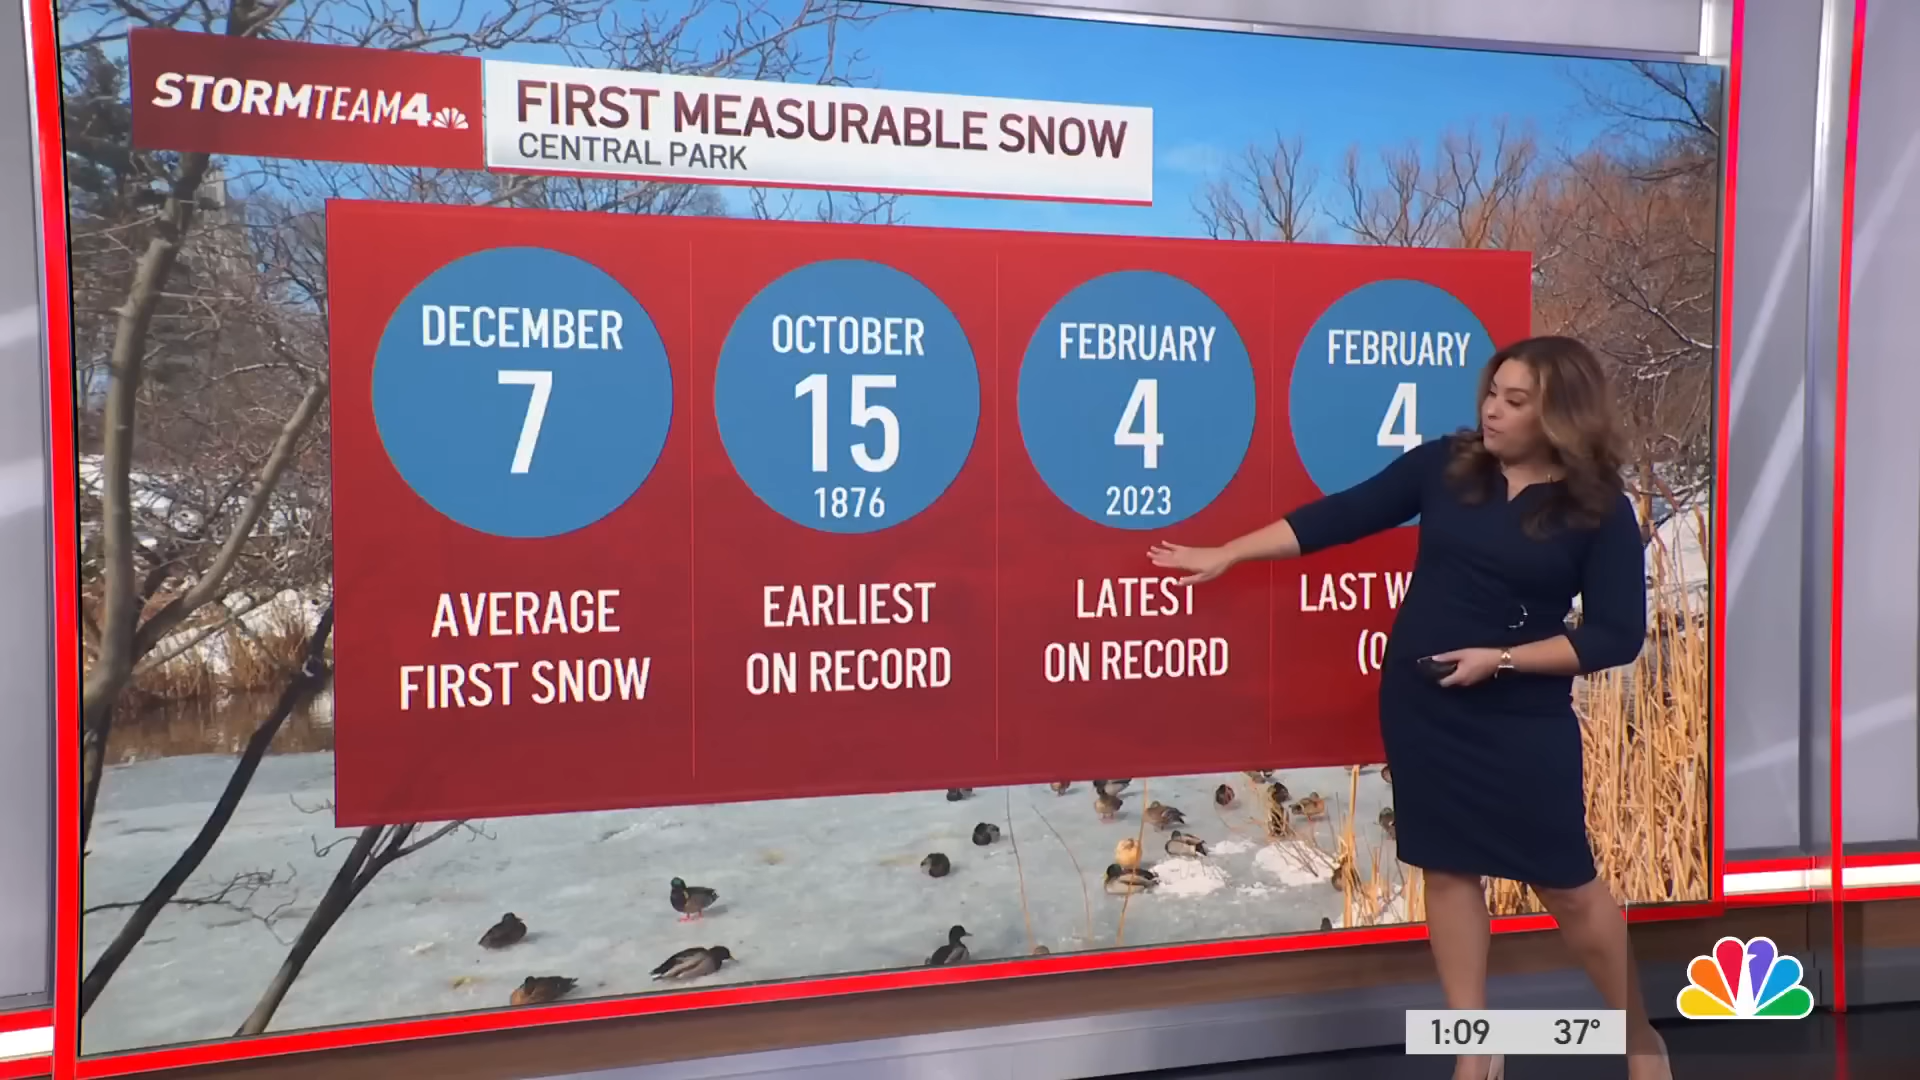 STORMTEAM4
FIRST MEASURABLE SNOW
CENTRAL PARK
DECEMBER
7
AVERAGE
FIRST SNOW
OCTOBER
15
1876
EARLIEST
ON RECORD
FEBRUARY
4
2023
LATEST
ON RECORD
FEBRUARY
4
LAST
1:09 37°